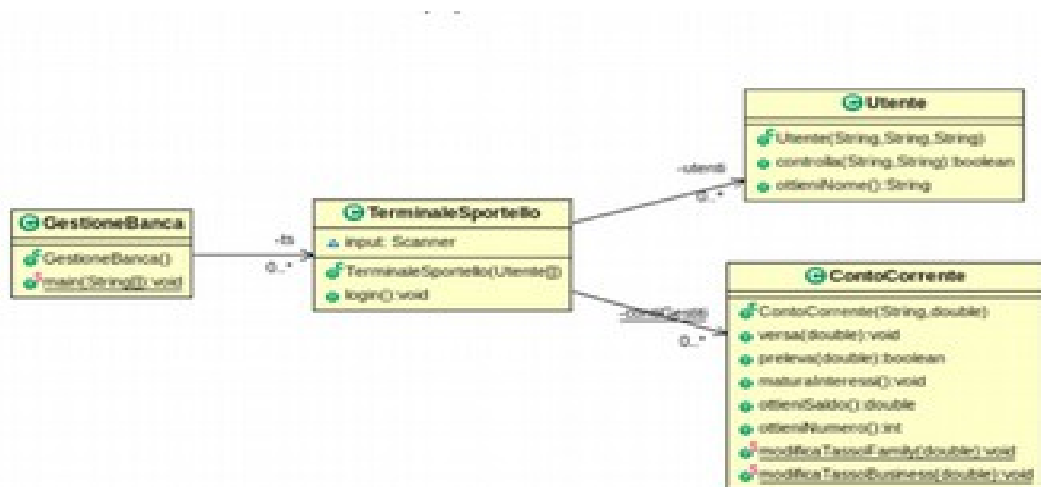 GestioneBanca
GestioneBanca()
main(String[]):void
-ts
0..*
TerminaleSportello
input: Scanner
TerminaleSportello(Utente[])
login():void
-utenti
0..*
Utente
Utente(String,String,String)
controlla(String,String):boolean
ottieniNome():String
0..*
ContoCorrente
ContoCorrente(String,double)
versa(double):void
preleva(double):boolean
maturaInteressi():void
ottieniSaldo():double
ottieniNumero():int
modificaTassoFamily(double):void
modificaTassoBusiness(double):void